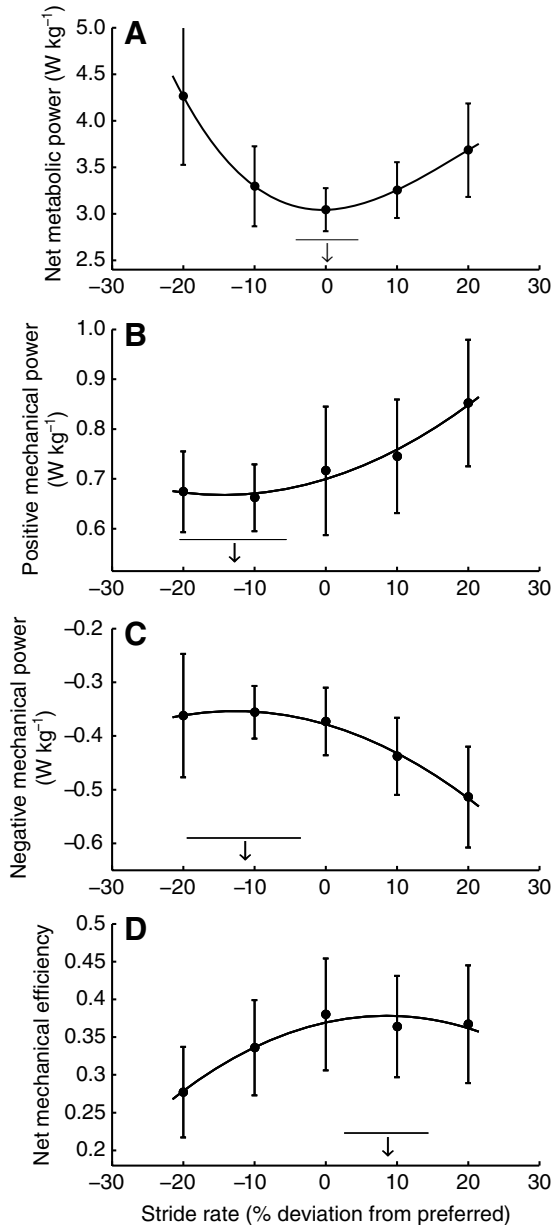 A
Net metabolic power (W kg⁻¹)
5.0
4.5
4.0
3.5
3.0
2.5
–30 –20 –10 0 10 20 30
B
Positive mechanical power
(W kg⁻¹)
1.0
0.9
0.8
0.7
0.6
–30 –20 –10 0 10 20 30
C
Negative mechanical power
(W kg⁻¹)
–0.2
–0.3
–0.4
–0.5
–0.6
–30 –20 –10 0 10 20 30
D
Net mechanical efficiency
0.5
0.45
0.4
0.35
0.3
0.25
0.2
–30 –20 –10 0 10 20 30
Stride rate (% deviation from preferred)